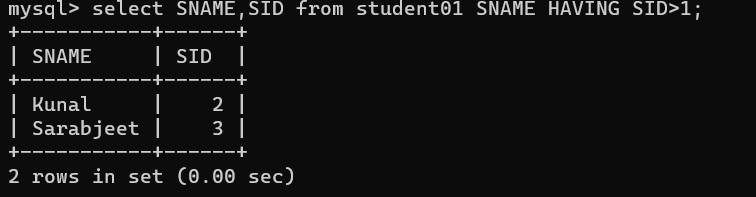 mysql> select SNAME,SID from student01 SNAME HAVING SID>1;
+-----------+------+
| SNAME     | SID  |
+-----------+------+
| Kunal     |    2 |
| Sarabjeet |    3 |
+-----------+------+
2 rows in set (0.00 sec)